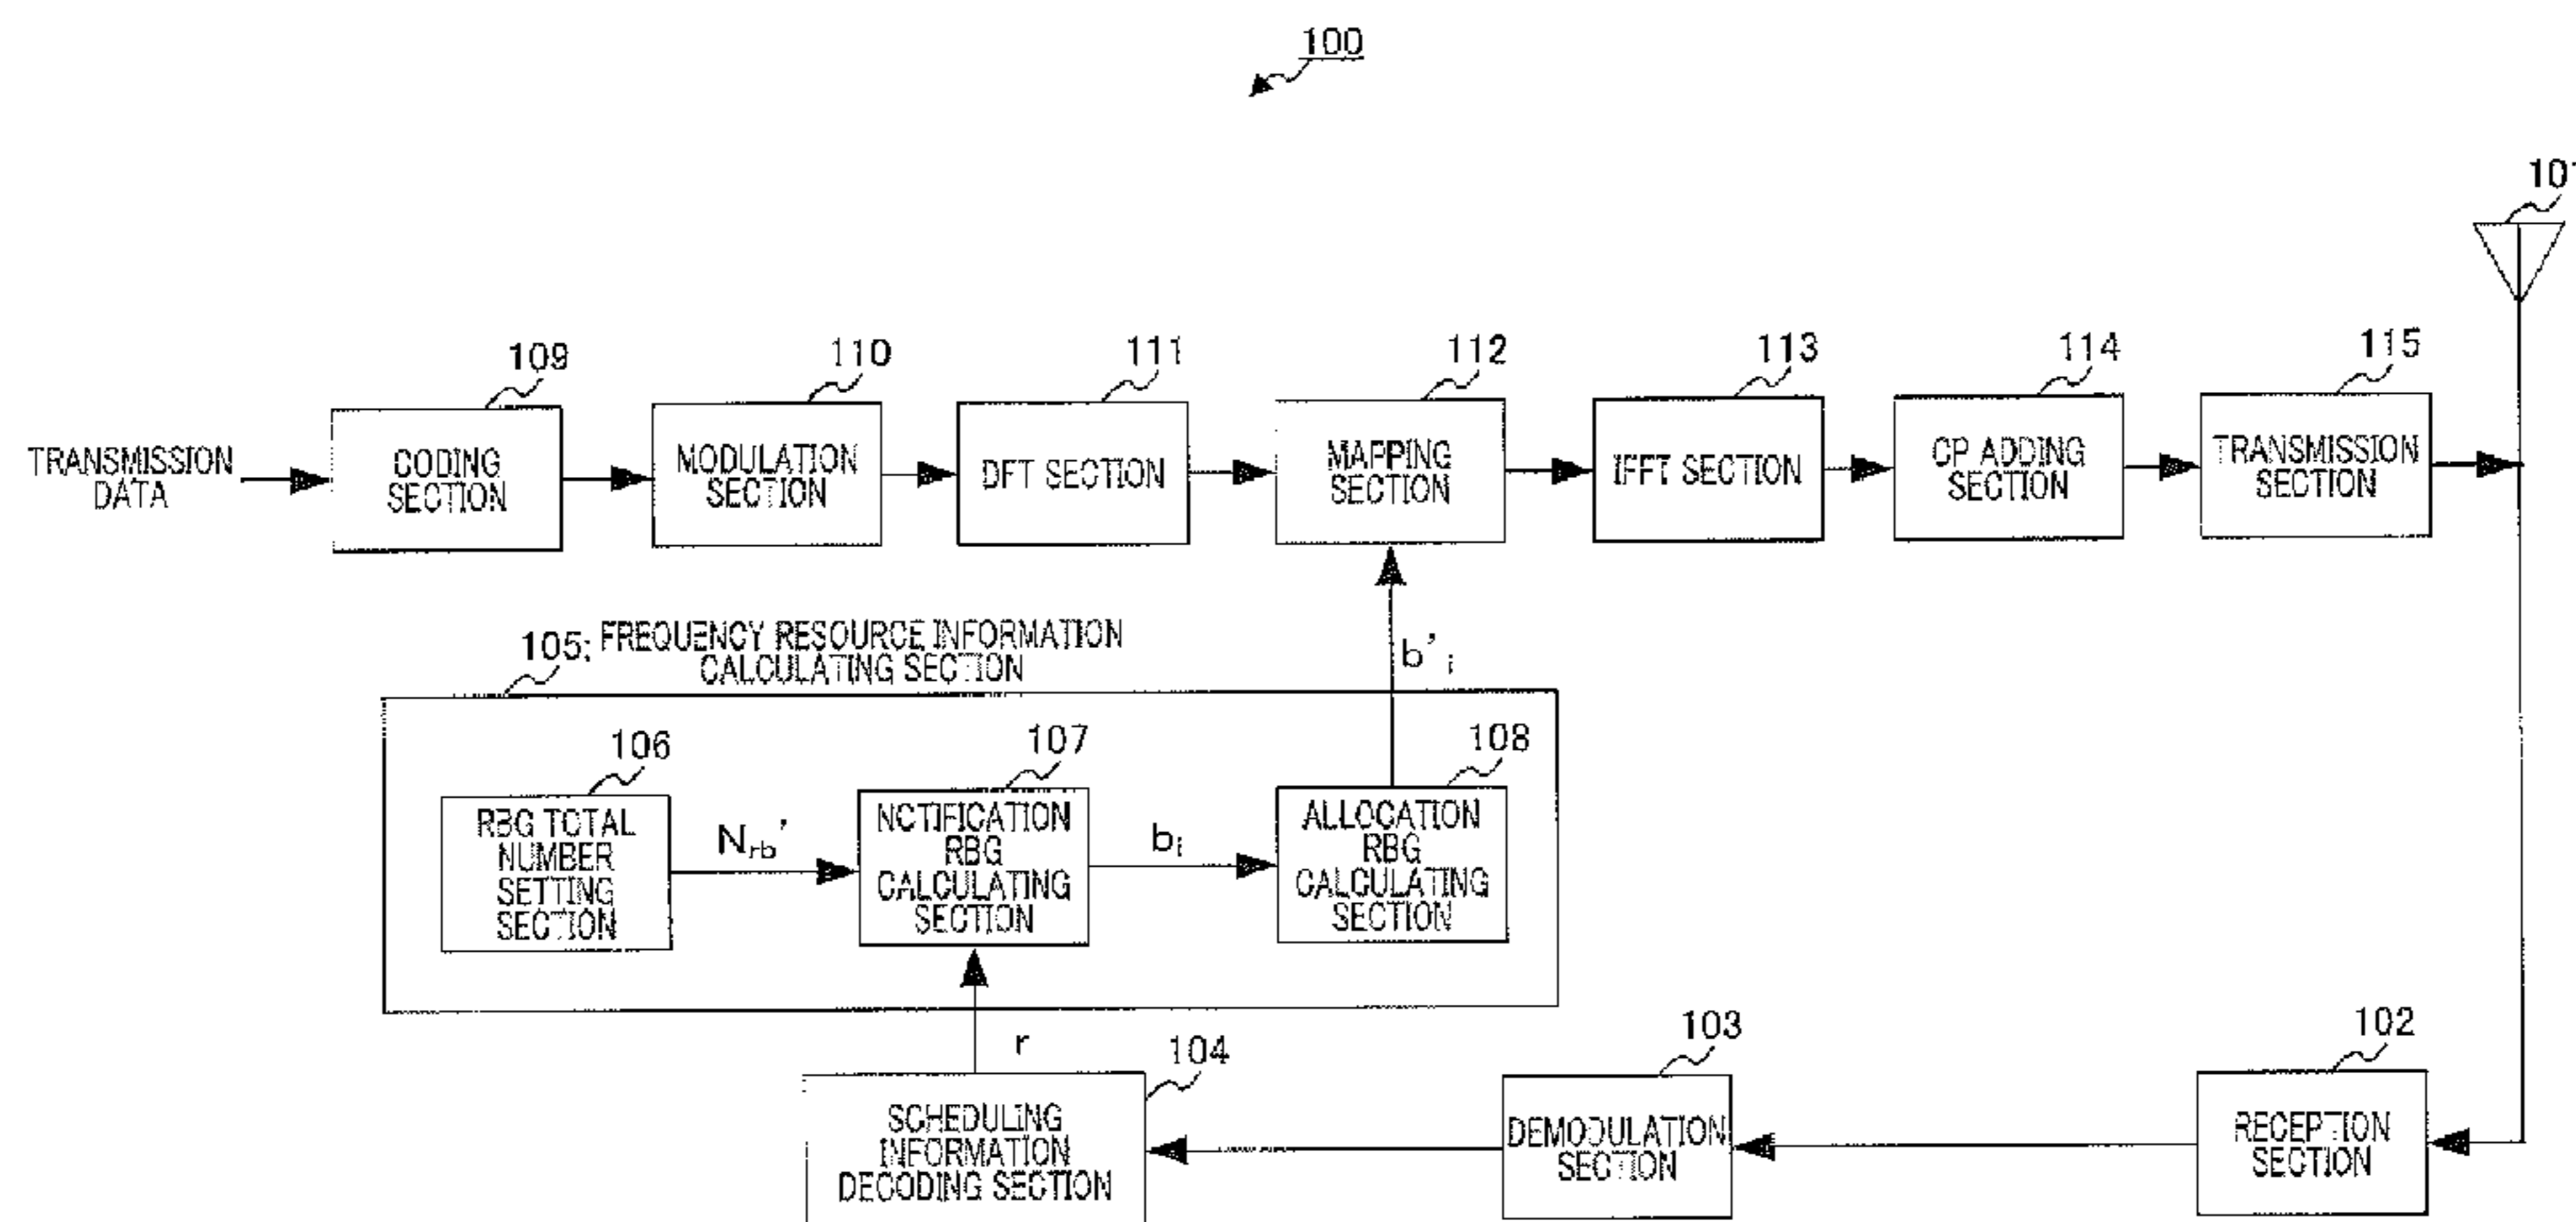 100
101
109
110
111
112
113
114
115
TRANSMISSION
DATA
CODING
SECTION
MODULATION
SECTION
DFT SECTION
MAPPING
SECTION
IFFT SECTION
CP ADDING
SECTION
TRANSMISSION
SECTION
105; FREQUENCY RESOURCE INFORMATION
CALCULATING SECTION
b'i
106
107
108
RBG TOTAL
NUMBER
SETTING
SECTION
Nrb'
NOTIFICATION
RBG
CALCULATING
SECTION
bi
ALLOCATION
RBG
CALCULATING
SECTION
r
104
103
102
SCHEDULING
INFORMATION
DECODING SECTION
DEMODULATION
SECTION
RECEPTION
SECTION